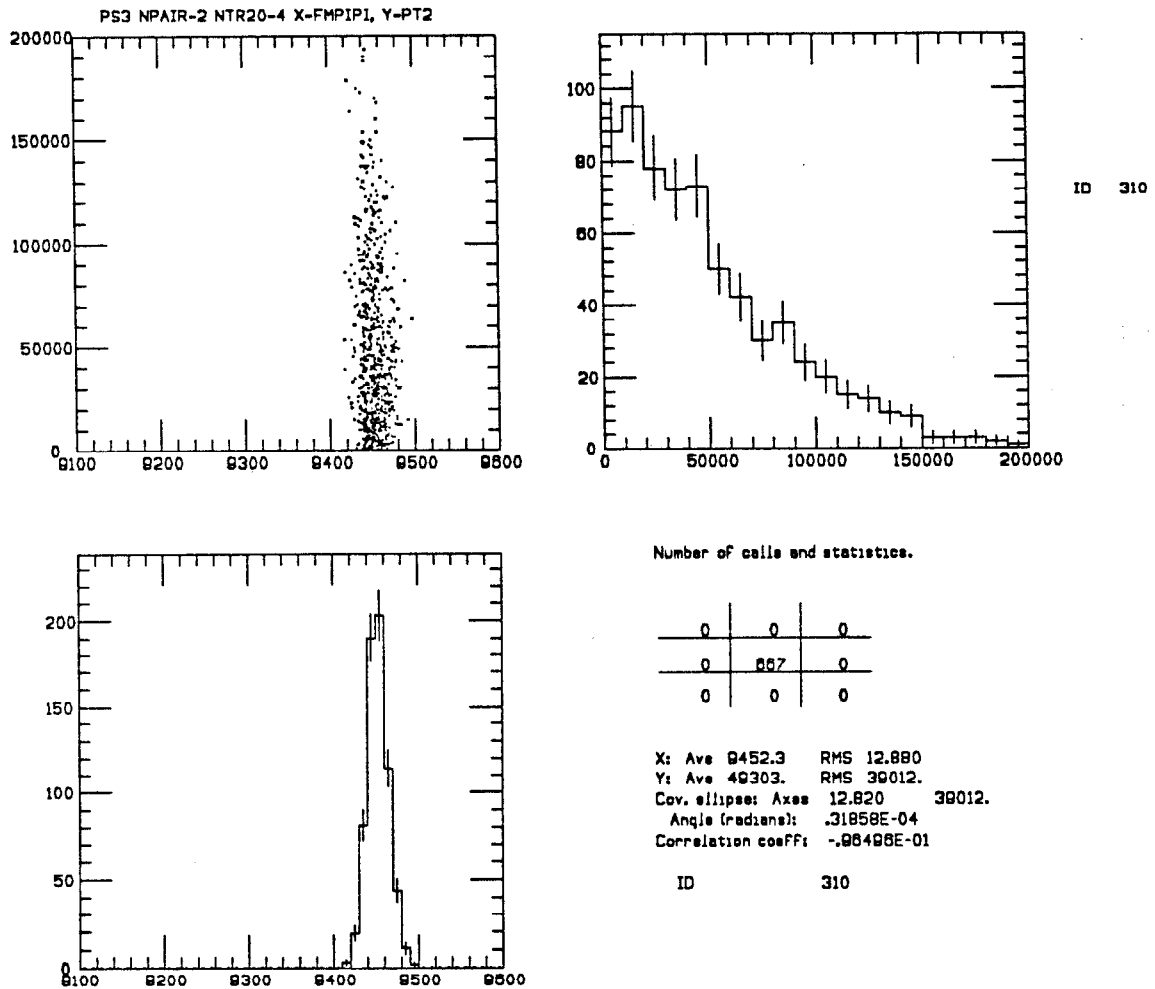 PS3 NPAIR-2 NTR20-4 X-FMPIPI, Y-PT2
200000
150000
100000
50000
0
9100 9200 9300 9400 9500 9600
100
80
60
40
20
0
0 50000 100000 150000 200000
ID 310
200
150
100
50
0
9100 9200 9300 9400 9500 9600
Number of calls and statistics.
0 0 0
0 667 0
0 0 0
X: Ave 9452.3 RMS 12.880
Y: Ave 49303. RMS 39012.
Cov. ellipse: Axes 12.820 39012.
Angle (radians): .31858E-04
Correlation coeff: -.96496E-01
ID 310